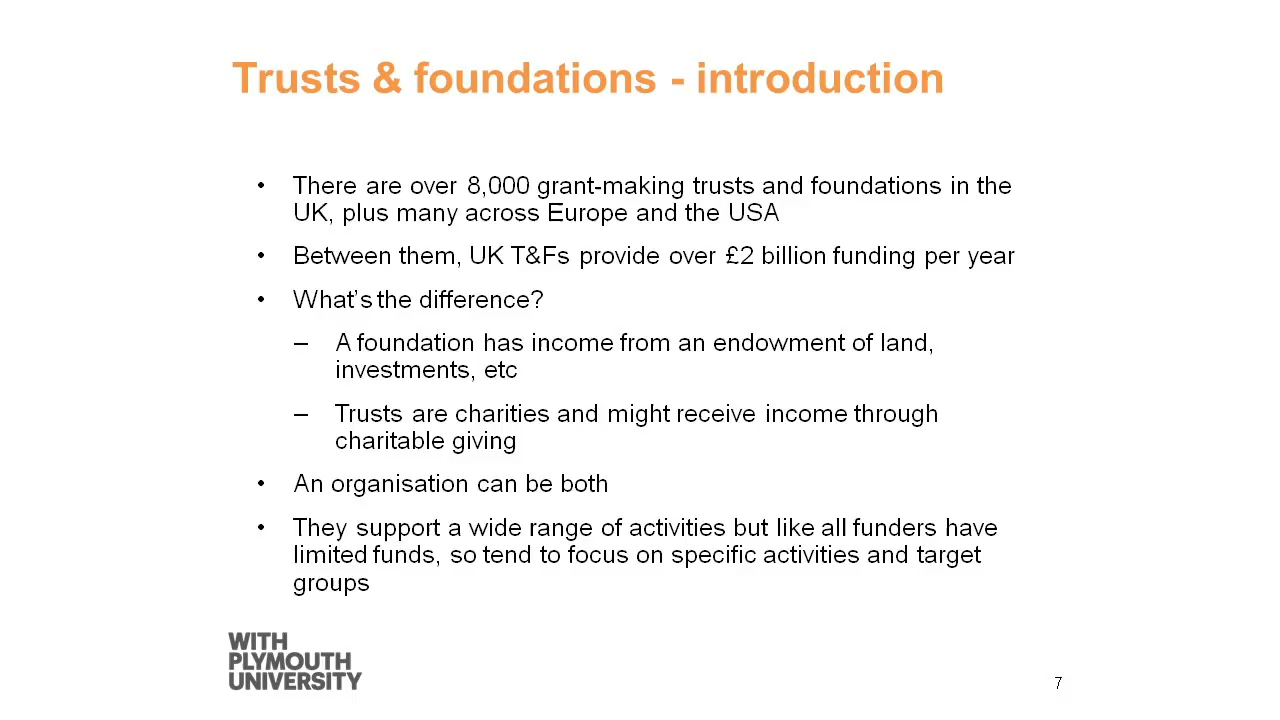 Trusts & foundations - introduction
• There are over 8,000 grant-making trusts and foundations in the
UK, plus many across Europe and the USA
• Between them, UK T&Fs provide over £2 billion funding per year
• What’s the difference?
– A foundation has income from an endowment of land,
investments, etc
– Trusts are charities and might receive income through
charitable giving
• An organisation can be both
• They support a wide range of activities but like all funders have
limited funds, so tend to focus on specific activities and target
groups
WITH
PLYMOUTH
UNIVERSITY
7